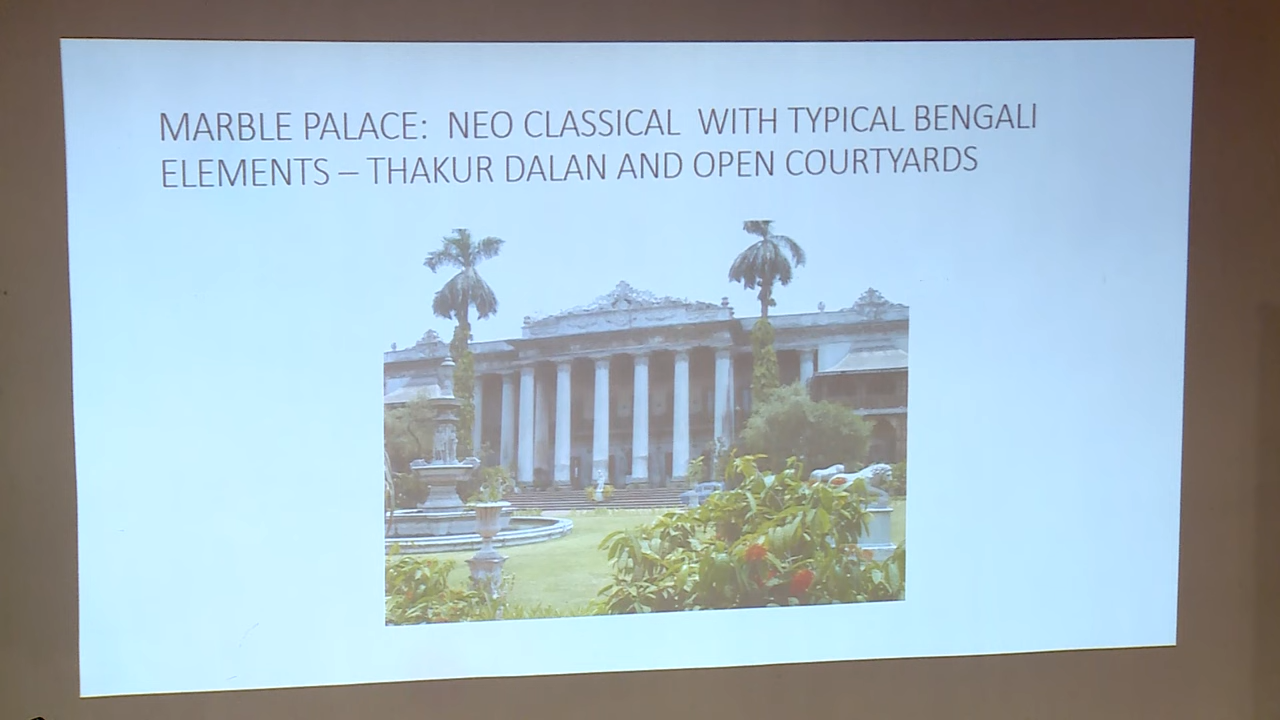 MARBLE PALACE: NEO CLASSICAL WITH TYPICAL BENGALI
ELEMENTS – THAKUR DALAN AND OPEN COURTYARDS